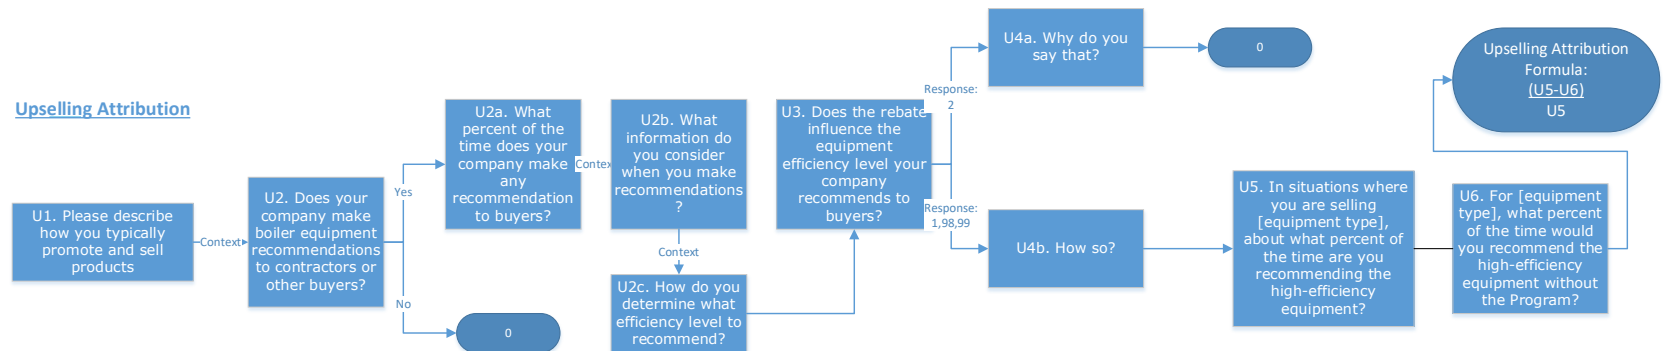 Upselling Attribution
U1. Please describe
how you typically
promote and sell
products
Context
U2. Does your
company make
boiler equipment
recommendations
to contractors or
other buyers?
Yes
No
0
U2a. What
percent of the
time does your
company make
any
recommendation
to buyers?
Contex
U2b. What
information do
you consider
when you make
recommendations
?
Context
U2c. How do you
determine what
efficiency level to
recommend?
U3. Does the rebate
influence the
equipment
efficiency level your
company
recommends to
buyers?
Response:
2
U4a. Why do you
say that?
0
Response:
1,98,99
U4b. How so?
U5. In situations where
you are selling
[equipment type],
about what percent of
the time are you
recommending the
high-efficiency
equipment?
U6. For [equipment
type], what percent
of the time would
you recommend the
high-efficiency
equipment without
the Program?
Upselling Attribution
Formula:
(U5-U6)
U5